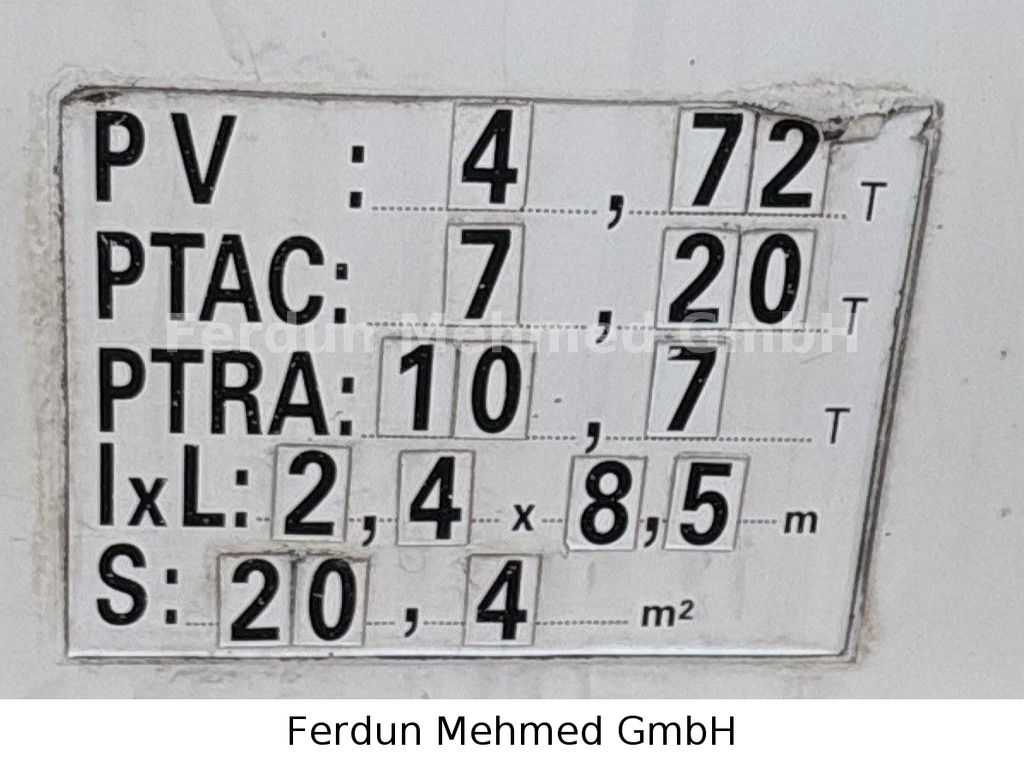 PV : 4 , 72 T
PTAC: 7 , 20 T
Ferdun Mehmed GmbH
PTRA: 10 , 7 T
lxL: 2 , 4 x 8 , 5 m
S: 20 , 4 m²
Ferdun Mehmed GmbH